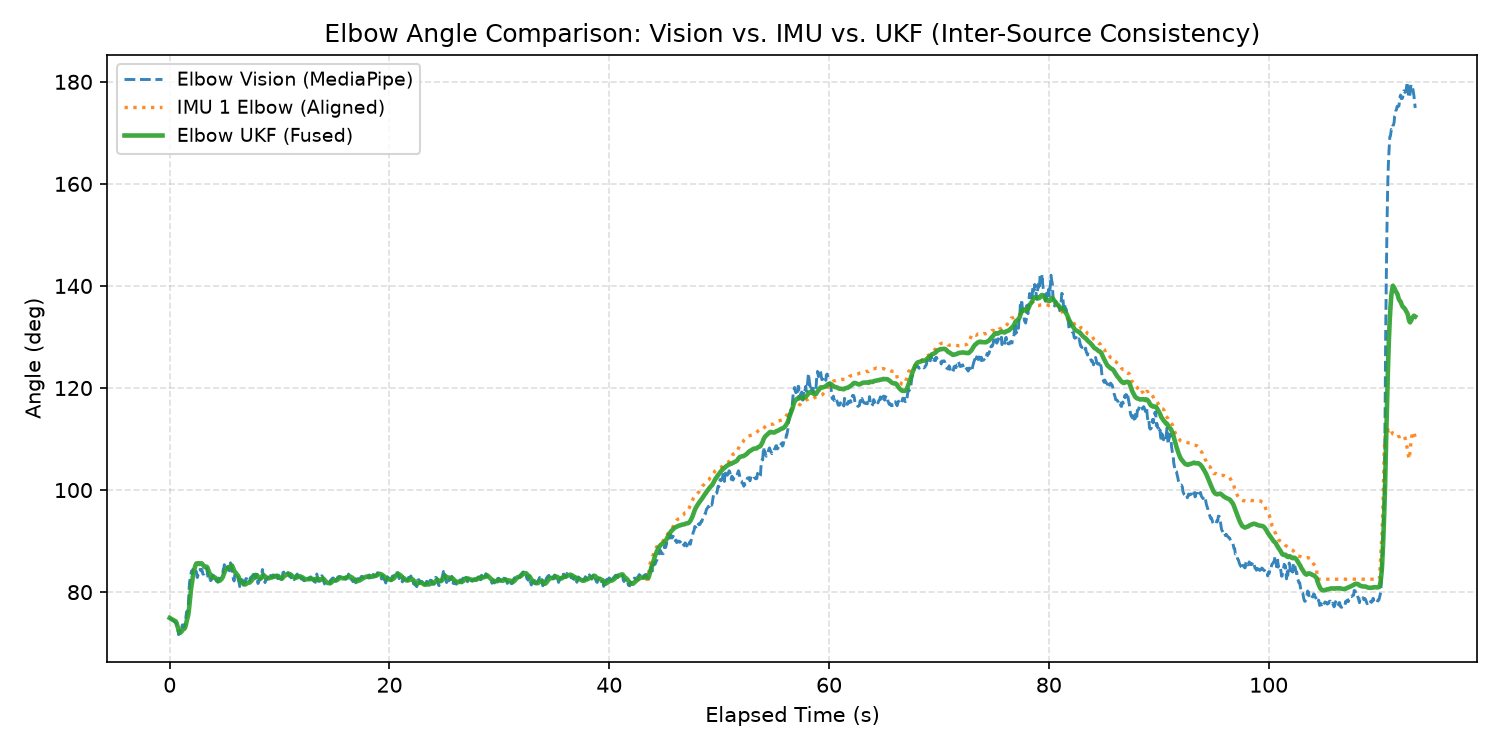 Elbow Angle Comparison: Vision vs. IMU vs. UKF (Inter-Source Consistency)
Elbow Vision (MediaPipe)
IMU 1 Elbow (Aligned)
Elbow UKF (Fused)
180
160
140
120
100
80
Angle (deg)
0 20 40 60 80 100
Elapsed Time (s)